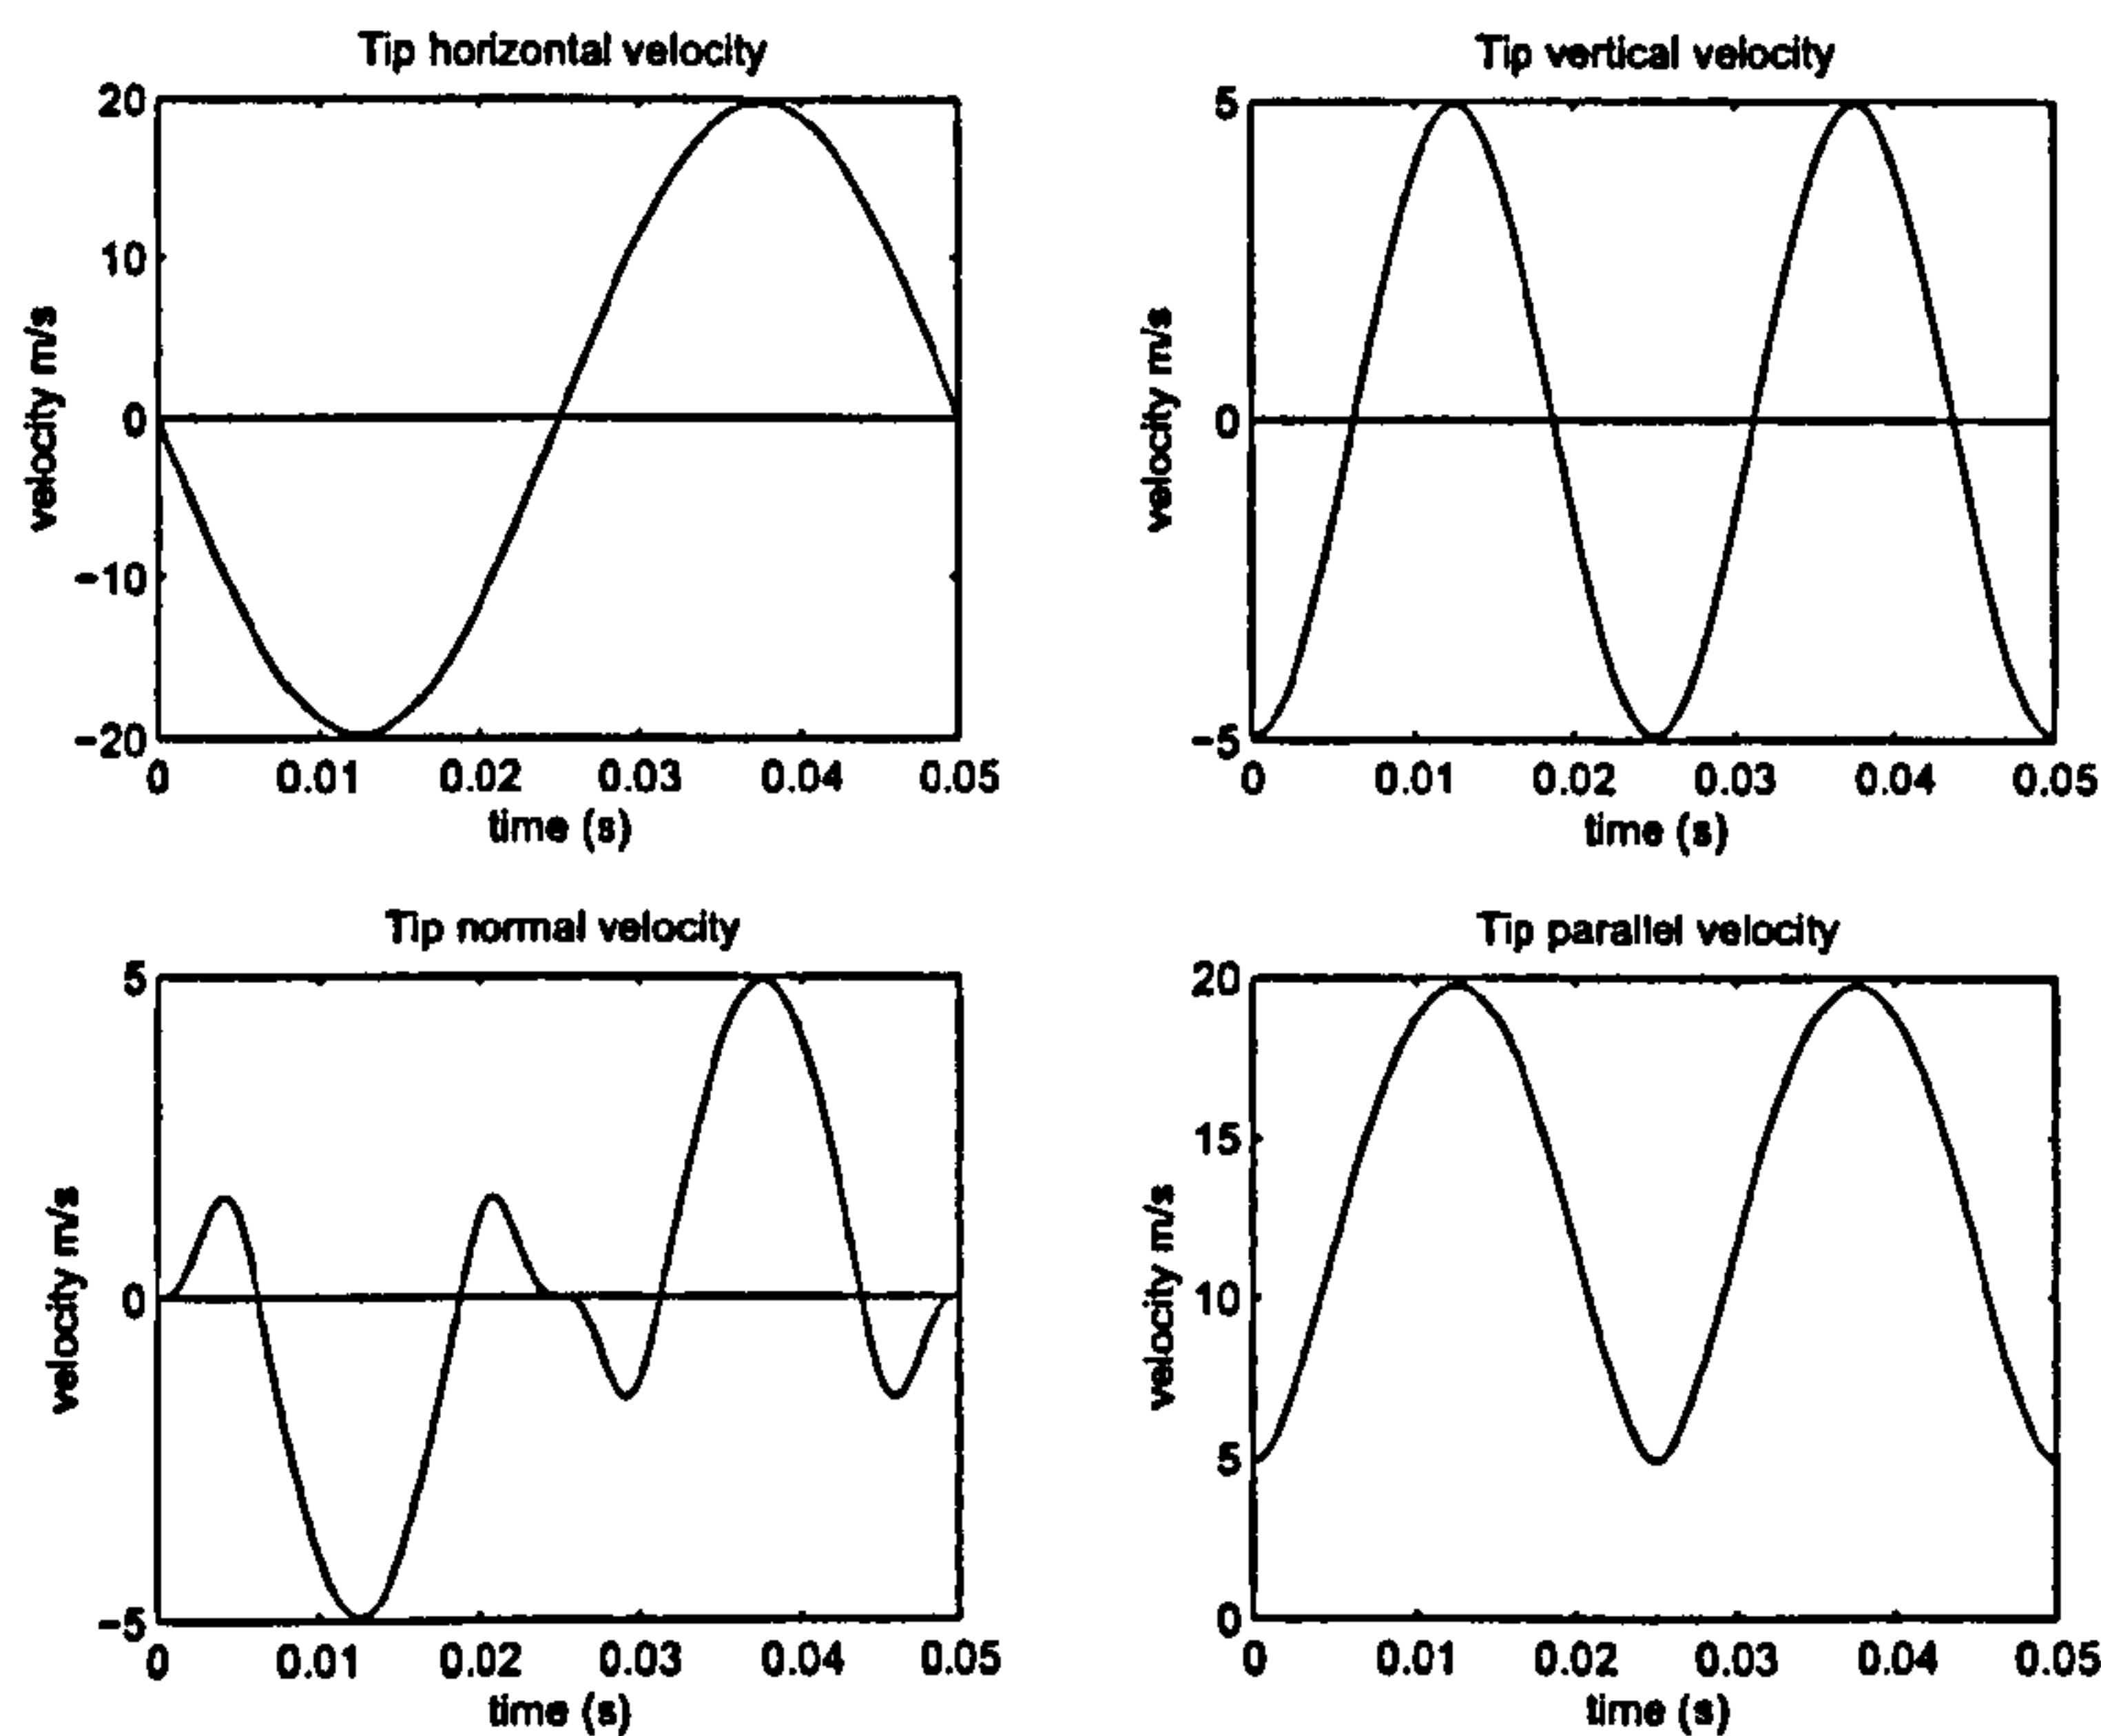 Tip horizontal velocity
20
10
0
-10
-20
velocity m/s
0 0.01 0.02 0.03 0.04 0.05
time (s)
Tip vertical velocity
5
0
-5
velocity m/s
0 0.01 0.02 0.03 0.04 0.05
time (s)
Tip normal velocity
5
0
-5
velocity m/s
0 0.01 0.02 0.03 0.04 0.05
time (s)
Tip parallel velocity
20
15
10
5
0
velocity m/s
0 0.01 0.02 0.03 0.04 0.05
time (s)